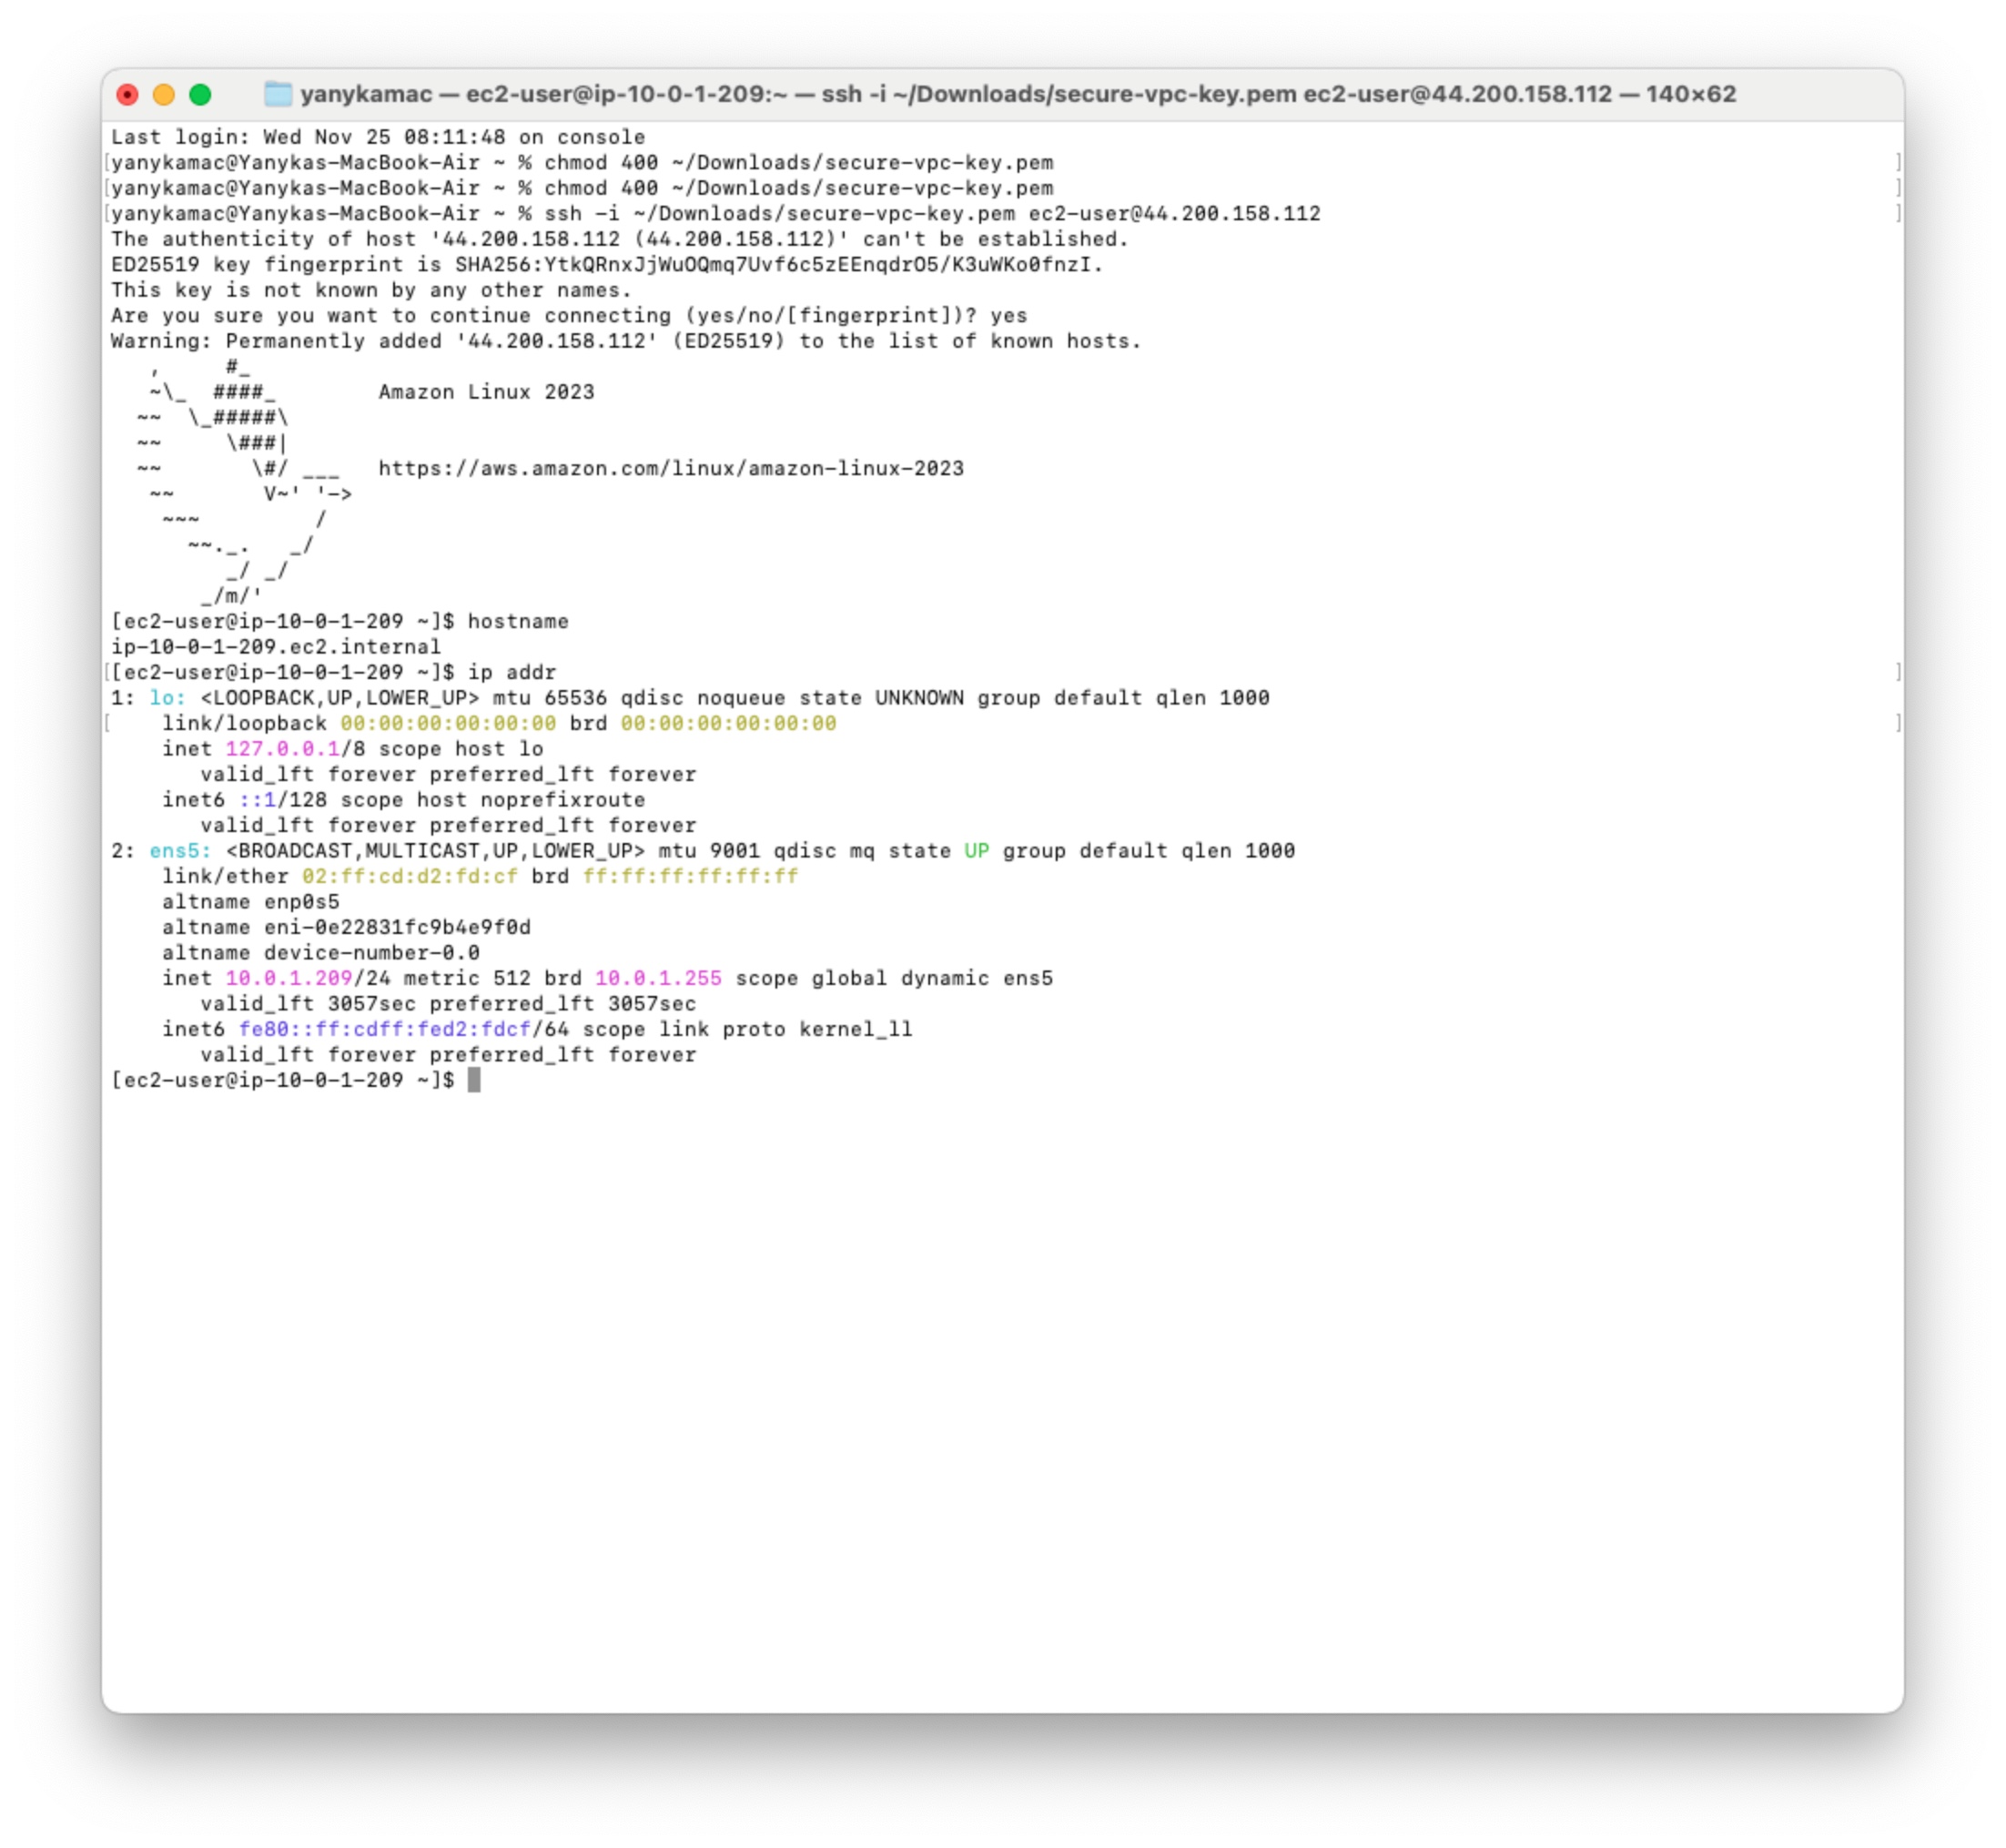 yanykamac — ec2-user@ip-10-0-1-209:~ — ssh -i ~/Downloads/secure-vpc-key.pem ec2-user@44.200.158.112 — 140×62
Last login: Wed Nov 25 08:11:48 on console
[yanykamac@Yanykas-MacBook-Air ~ % chmod 400 ~/Downloads/secure-vpc-key.pem ]
[yanykamac@Yanykas-MacBook-Air ~ % chmod 400 ~/Downloads/secure-vpc-key.pem ]
[yanykamac@Yanykas-MacBook-Air ~ % ssh -i ~/Downloads/secure-vpc-key.pem ec2-user@44.200.158.112 ]
The authenticity of host '44.200.158.112 (44.200.158.112)' can't be established.
ED25519 key fingerprint is SHA256:YtkQRnxJjWuOQmq7Uvf6c5zEEnqdrO5/K3uWKo0fnzI.
This key is not known by any other names.
Are you sure you want to continue connecting (yes/no/[fingerprint])? yes
Warning: Permanently added '44.200.158.112' (ED25519) to the list of known hosts.
   ,     #_
   ~\_  ####_        Amazon Linux 2023
  ~~  \_#####\
  ~~     \###|
  ~~       \#/ ___   https://aws.amazon.com/linux/amazon-linux-2023
   ~~       V~' '->
    ~~~         /
      ~~._.   _/
         _/ _/
       _/m/'
[ec2-user@ip-10-0-1-209 ~]$ hostname
ip-10-0-1-209.ec2.internal
[[ec2-user@ip-10-0-1-209 ~]$ ip addr ]
1: lo: <LOOPBACK,UP,LOWER_UP> mtu 65536 qdisc noqueue state UNKNOWN group default qlen 1000
[    link/loopback 00:00:00:00:00:00 brd 00:00:00:00:00:00 ]
    inet 127.0.0.1/8 scope host lo
       valid_lft forever preferred_lft forever
    inet6 ::1/128 scope host noprefixroute
       valid_lft forever preferred_lft forever
2: ens5: <BROADCAST,MULTICAST,UP,LOWER_UP> mtu 9001 qdisc mq state UP group default qlen 1000
    link/ether 02:ff:cd:d2:fd:cf brd ff:ff:ff:ff:ff:ff
    altname enp0s5
    altname eni-0e22831fc9b4e9f0d
    altname device-number-0.0
    inet 10.0.1.209/24 metric 512 brd 10.0.1.255 scope global dynamic ens5
       valid_lft 3057sec preferred_lft 3057sec
    inet6 fe80::ff:cdff:fed2:fdcf/64 scope link proto kernel_ll
       valid_lft forever preferred_lft forever
[ec2-user@ip-10-0-1-209 ~]$